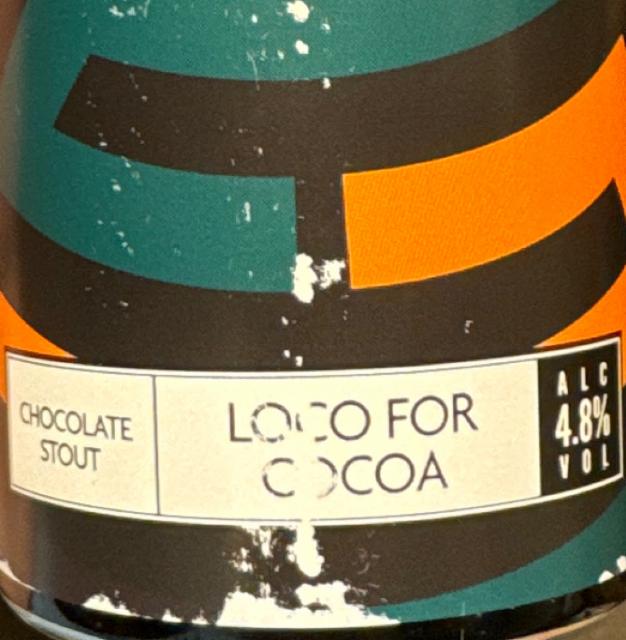 CHOCOLATE
STOUT
LOCO FOR
COCOA
ALC
4.8%
VOL